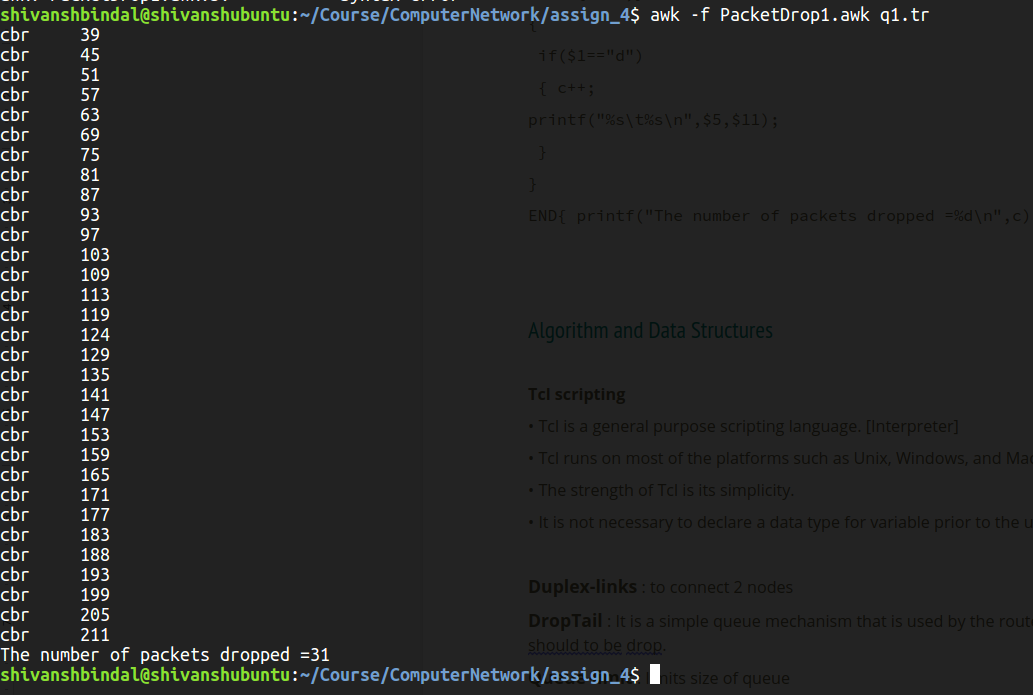 shivanshbindal@shivanshubuntu:~/Course/ComputerNetwork/assign_4$ awk -f PacketDrop1.awk q1.tr
cbr 39
cbr 45
cbr 51
cbr 57
cbr 63
cbr 69
cbr 75
cbr 81
cbr 87
cbr 93
cbr 97
cbr 103
cbr 109
cbr 113
cbr 119
cbr 124
cbr 129
cbr 135
cbr 141
cbr 147
cbr 153
cbr 159
cbr 165
cbr 171
cbr 177
cbr 183
cbr 188
cbr 193
cbr 199
cbr 205
cbr 211
The number of packets dropped =31
shivanshbindal@shivanshubuntu:~/Course/ComputerNetwork/assign_4$
{
if($1=="d")
{ c++;
printf("%s\t%s\n",$5,$11);
}
}
END{ printf("The number of packets dropped =%d\n",c)
Algorithm and Data Structures
Tcl scripting
• Tcl is a general purpose scripting language. [Interpreter]
• Tcl runs on most of the platforms such as Unix, Windows, and
• The strength of Tcl is its simplicity.
• It is not necessary to declare a data type for variable prior to the
Duplex-links : to connect 2 nodes
DropTail : It is a simple queue mechanism that is used by the
should to be drop.
size of queue